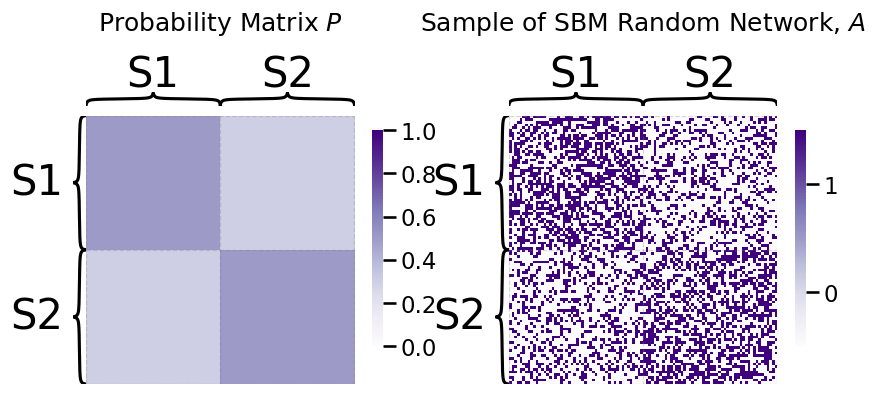 Probability Matrix P
S1 S2
S1
S2
1.0
0.8
0.6
0.4
0.2
0.0
Sample of SBM Random Network, A
S1 S2
S1
S2
1
0